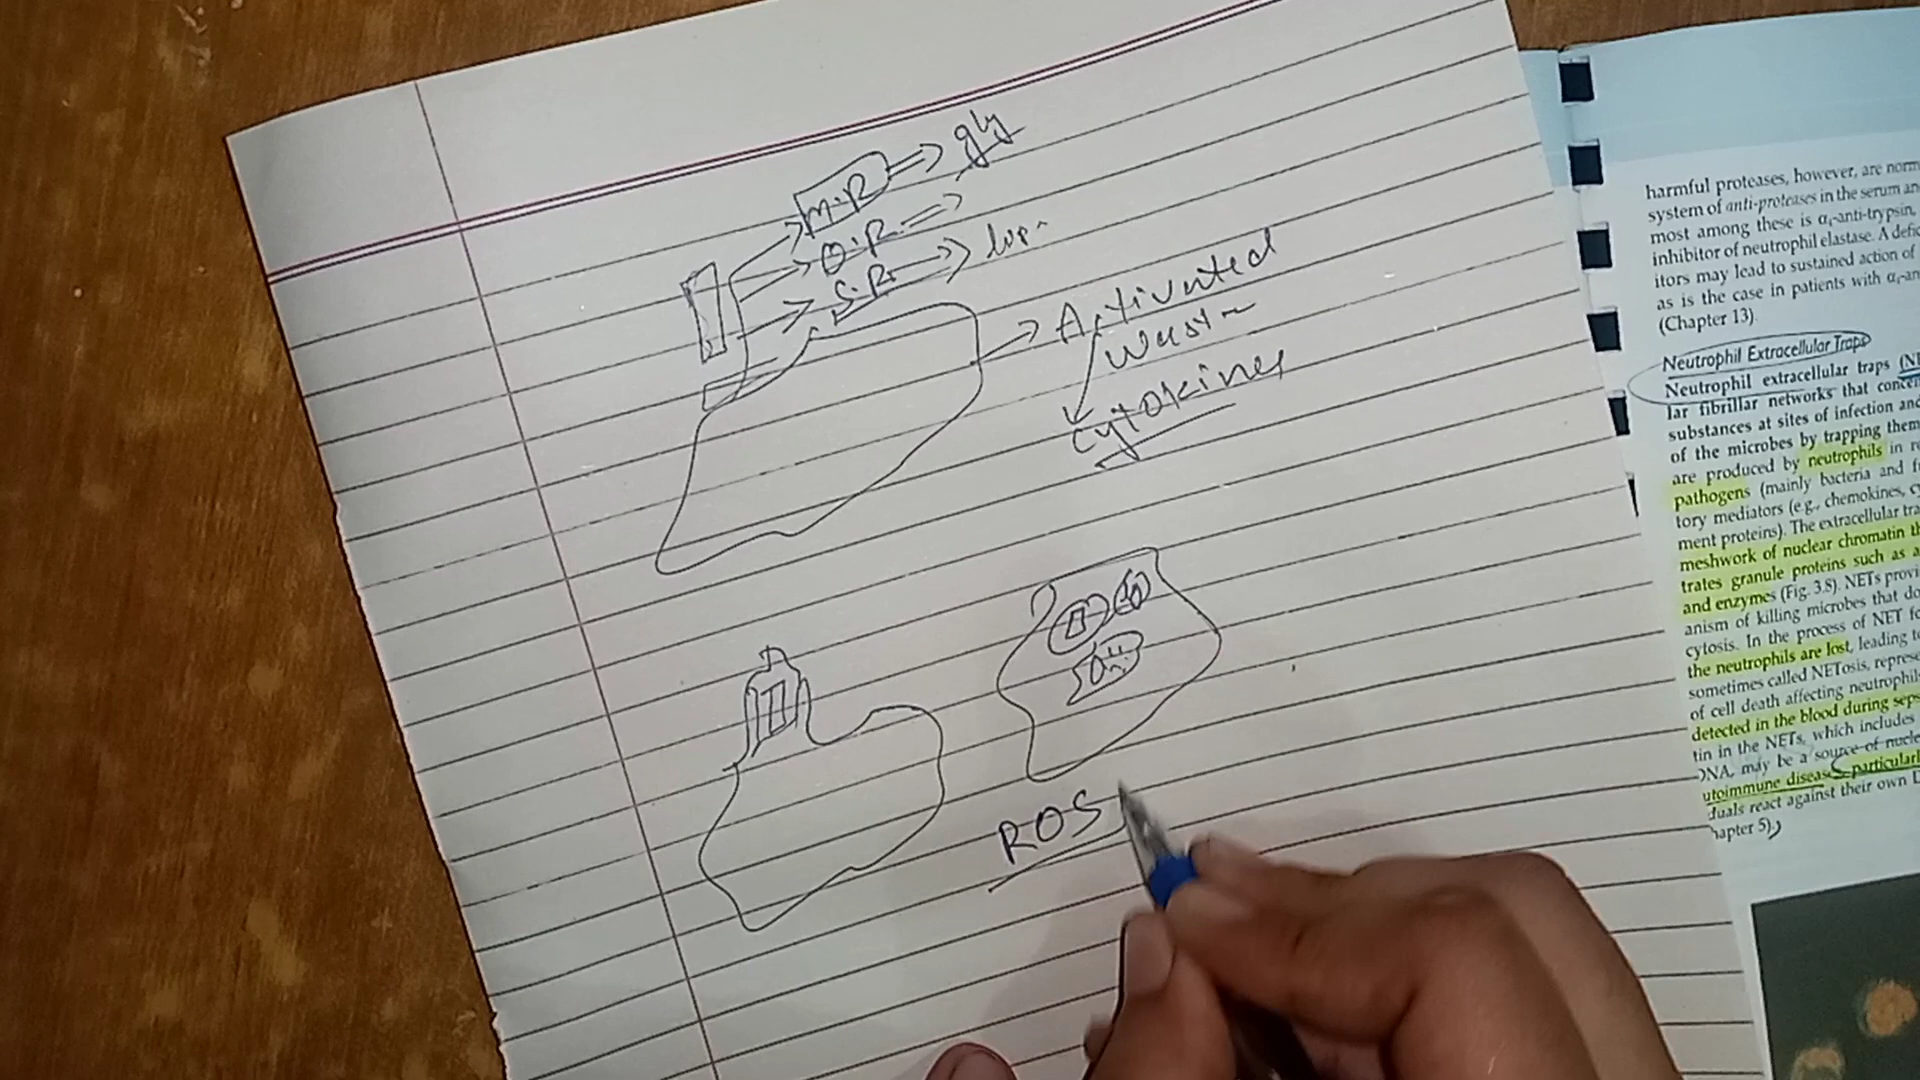 M.R gly
O.R
S.R
Activated
Cytokines
ROS
harmful proteases, however, are norm
system of anti-proteases in the serum an
most among these is α₁-anti-trypsin,
inhibitor of neutrophil elastase. A defic
itors may lead to sustained action of
as is the case in patients with α₁-an
(Chapter 13).
Neutrophil Extracellular Traps
Neutrophil extracellular traps (NE
lar fibrillar networks that concen
substances at sites of infection and
of the microbes by trapping them
are produced by neutrophils in re
pathogens (mainly bacteria and f
tory mediators (e.g., chemokines, c
ment proteins). The extracellular tra
meshwork of nuclear chromatin th
trates granule proteins such as a
and enzymes (Fig. 3.8). NETs provi
anism of killing microbes that do
cytosis. In the process of NET fo
the neutrophils are lost, leading to
sometimes called NETosis, represe
of cell death affecting neutrophil
detected in the blood during seps
tin in the NETs, which includes
DNA, may be a source of nucle
utoimmune diseases, particularl
duals react against their own D
hapter 5).